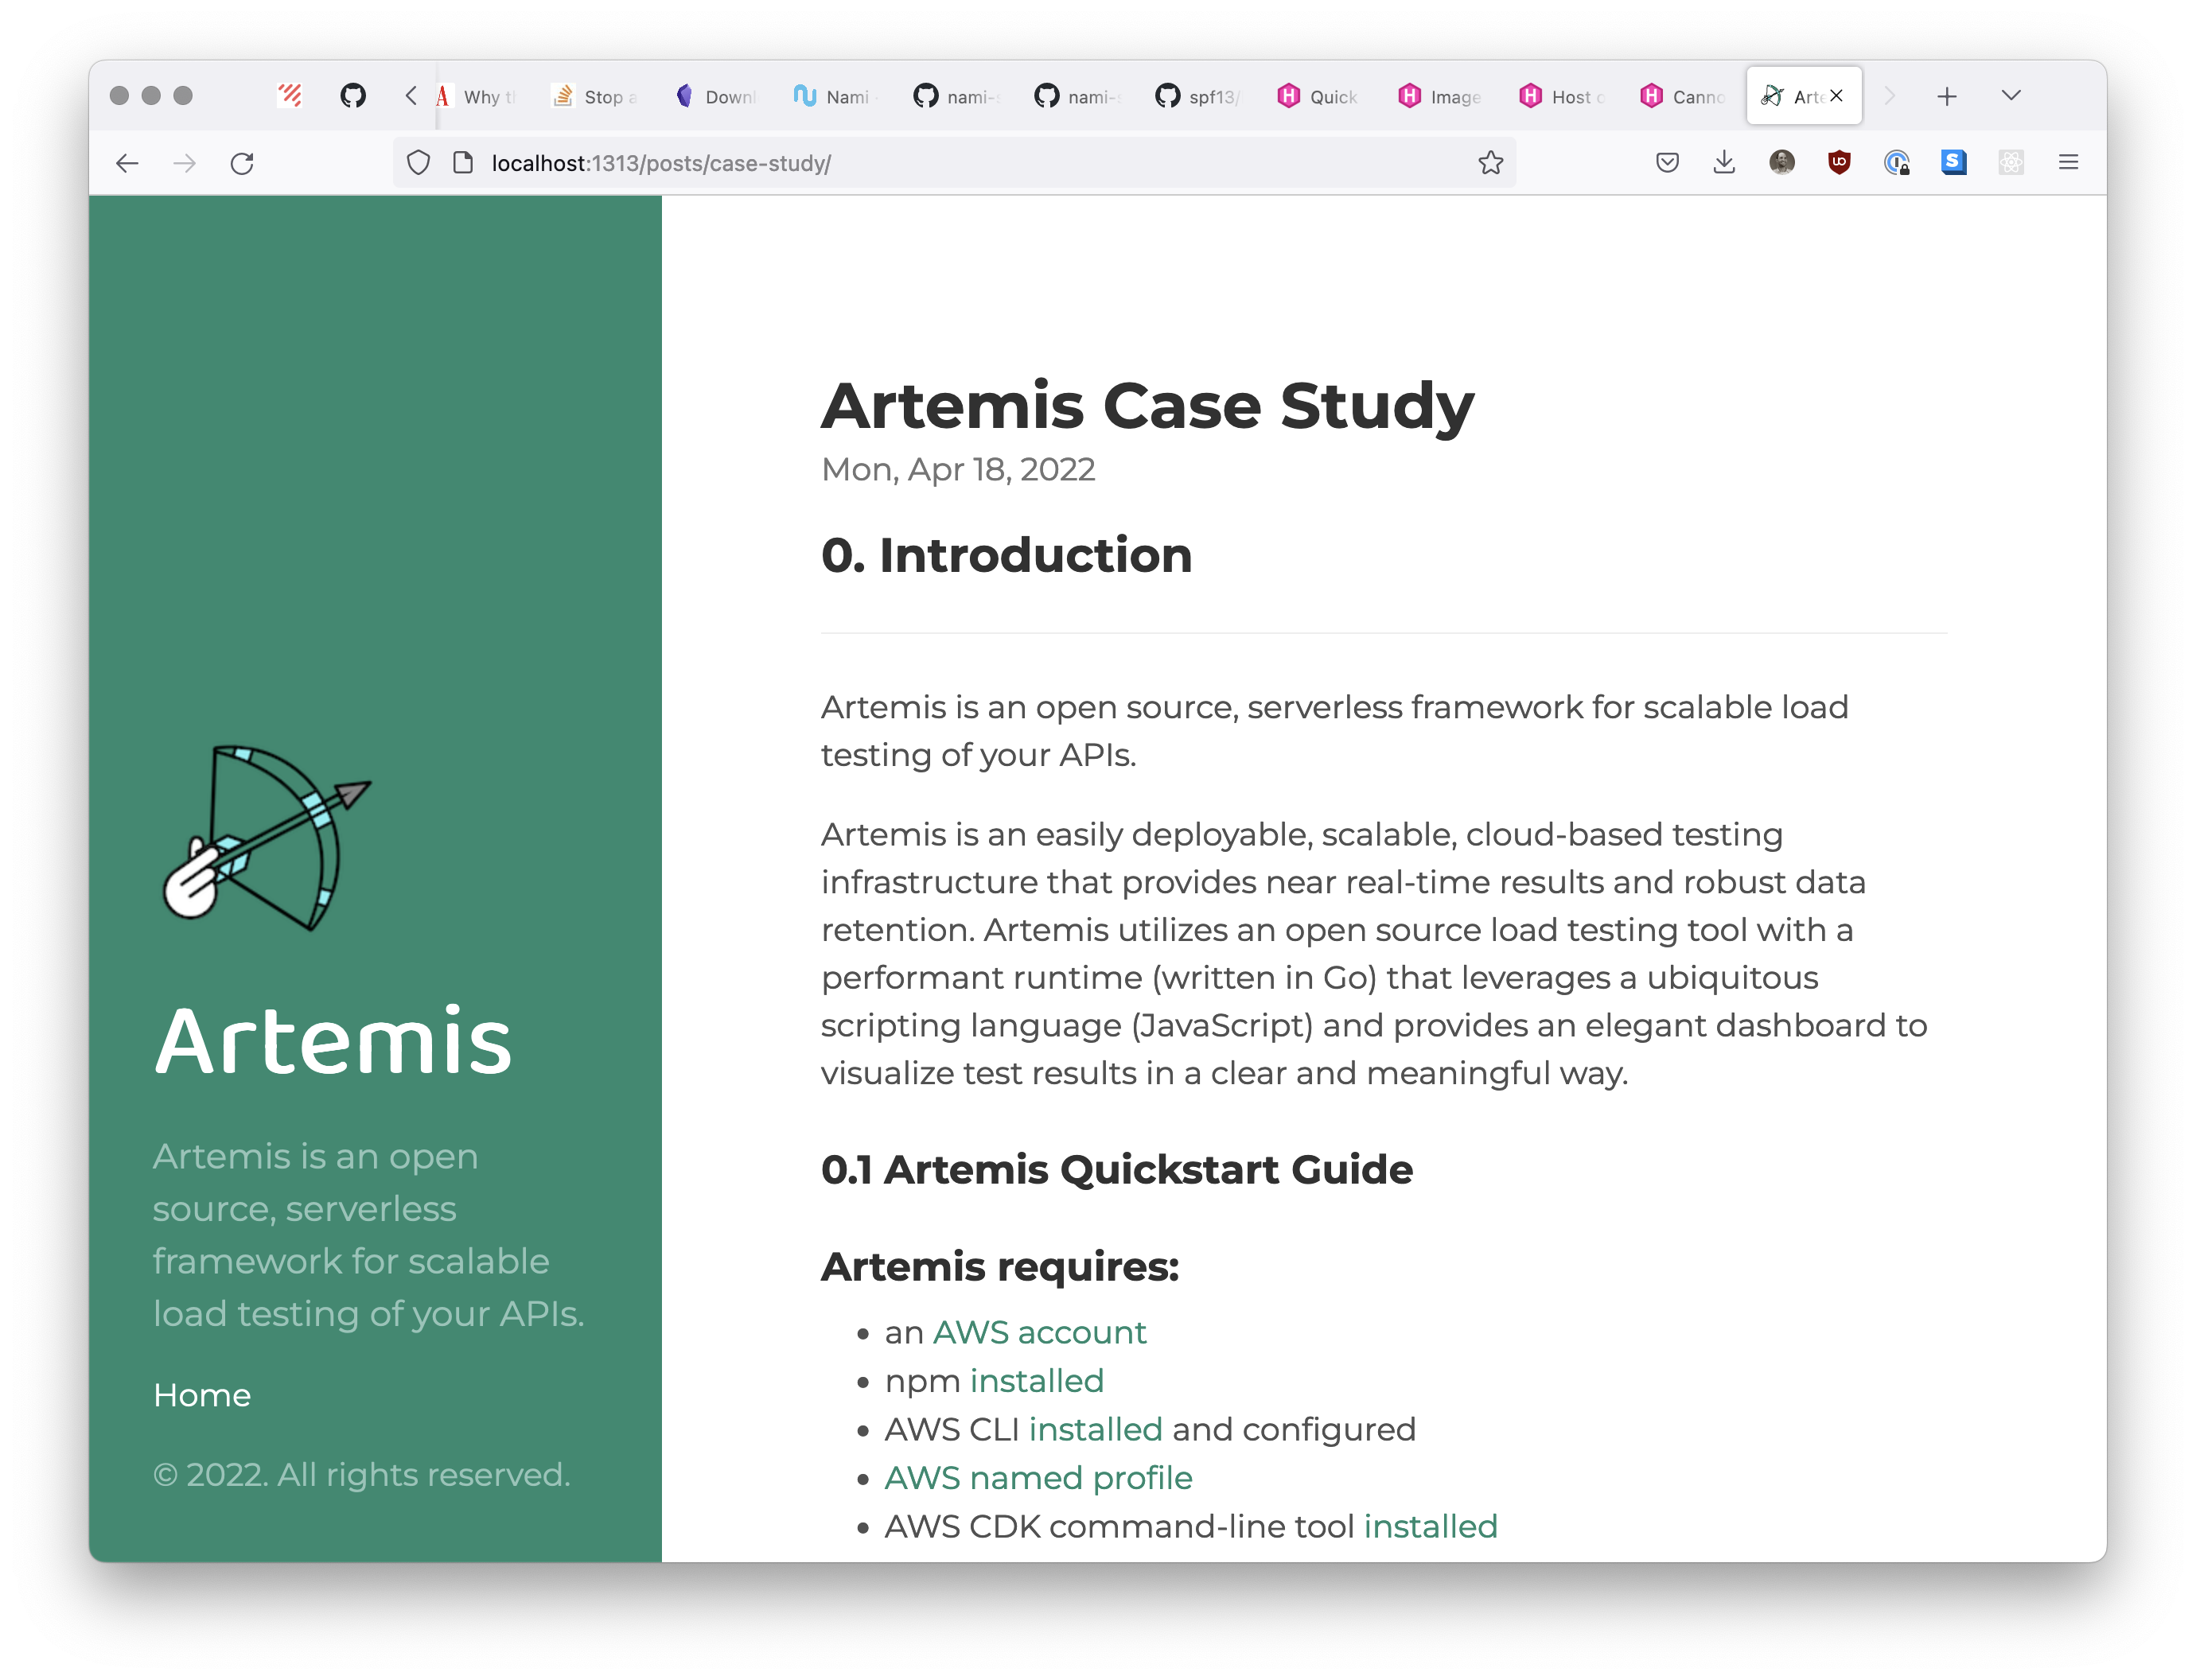 Why t
Stop a
Downl
Nami
nami-s
nami-s
spf13/
Quick
Image
Host o
Canno
Arte
localhost:1313/posts/case-study/
Artemis
Artemis is an open
source, serverless
framework for scalable
load testing of your APIs.
Home
© 2022. All rights reserved.
Artemis Case Study
Mon, Apr 18, 2022
0. Introduction
Artemis is an open source, serverless framework for scalable load
testing of your APIs.
Artemis is an easily deployable, scalable, cloud-based testing
infrastructure that provides near real-time results and robust data
retention. Artemis utilizes an open source load testing tool with a
performant runtime (written in Go) that leverages a ubiquitous
scripting language (JavaScript) and provides an elegant dashboard to
visualize test results in a clear and meaningful way.
0.1 Artemis Quickstart Guide
Artemis requires:
• an AWS account
• npm installed
• AWS CLI installed and configured
• AWS named profile
• AWS CDK command-line tool installed